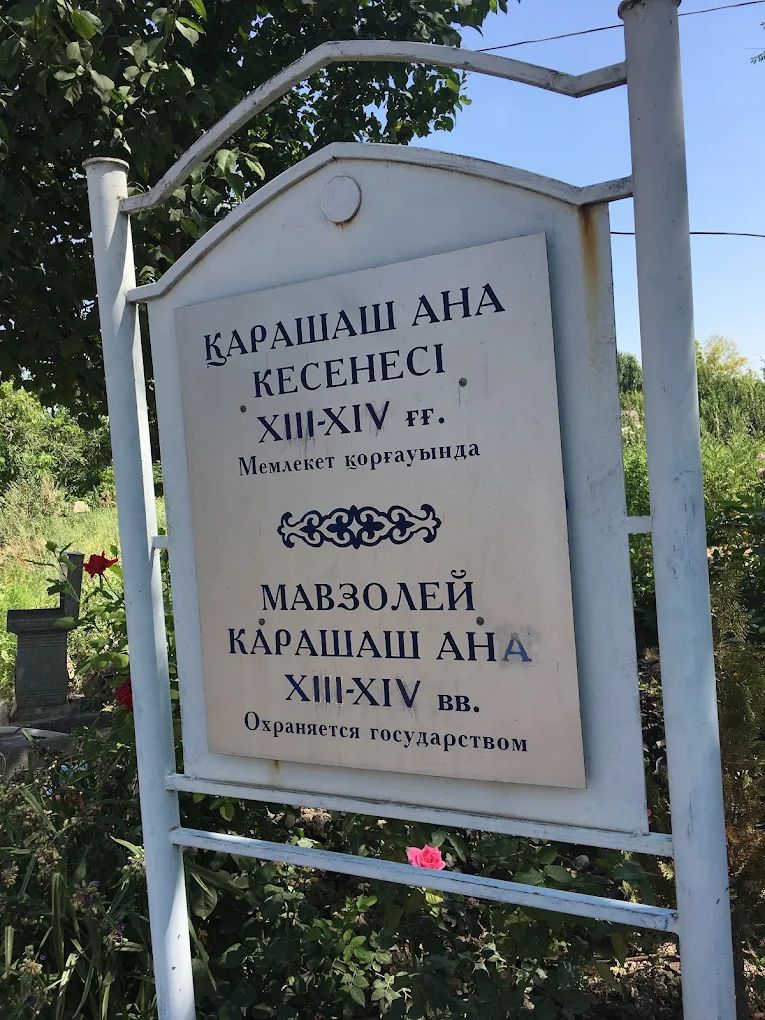 ҚАРАШАШ АНА
КЕСЕНЕСІ
XIII-XIV ғғ.
Мемлекет қорғауында
МАВЗОЛЕЙ
КАРАШАШ АНА
XIII-XIV вв.
Охраняется государством